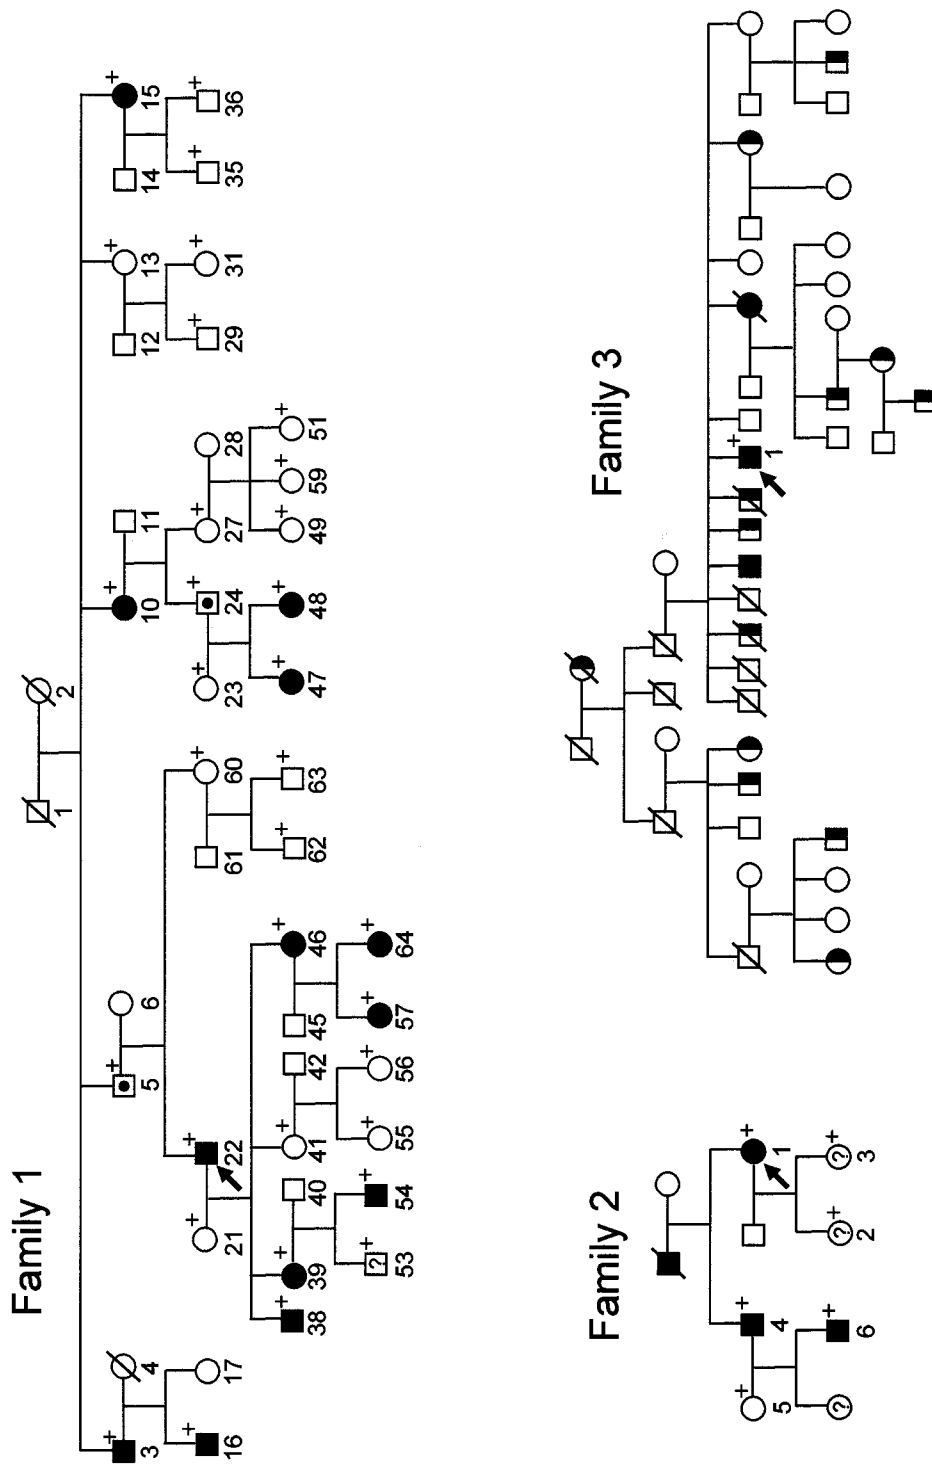 Family 1
1 2
+ + + + +
3 4 5 6 10 11 12 13 14 15
+ + + + + + + + + + +
16 17 21 22 61 60 23 24 27 28 29 31 35 36
+ + + + + + + + + + +
38 39 40 41 42 45 46 62 63 47 48 49 59 51
? + + + + +
53 54 55 56 57 64
Family 2
+ + +
5 4 1
? + ? + ? +
6 2 3
Family 3
+
1